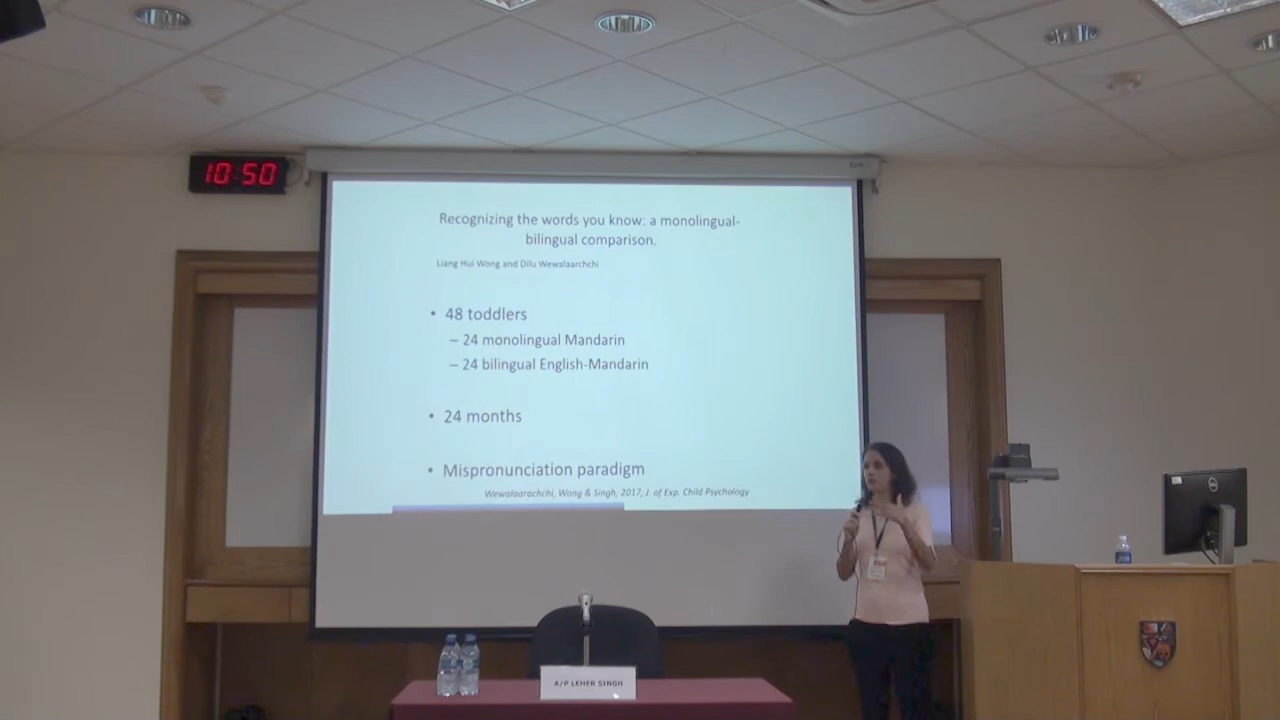 10:50
Recognizing the words you know: a monolingual-
bilingual comparison.
Liang Hui Wong and Dilu Wewalaarchchi
• 48 toddlers
– 24 monolingual Mandarin
– 24 bilingual English-Mandarin
• 24 months
• Mispronunciation paradigm
Wewalaarachchi, Wong & Singh, 2017, J. of Exp. Child Psychology
DELL
A/P LEHER SINGH